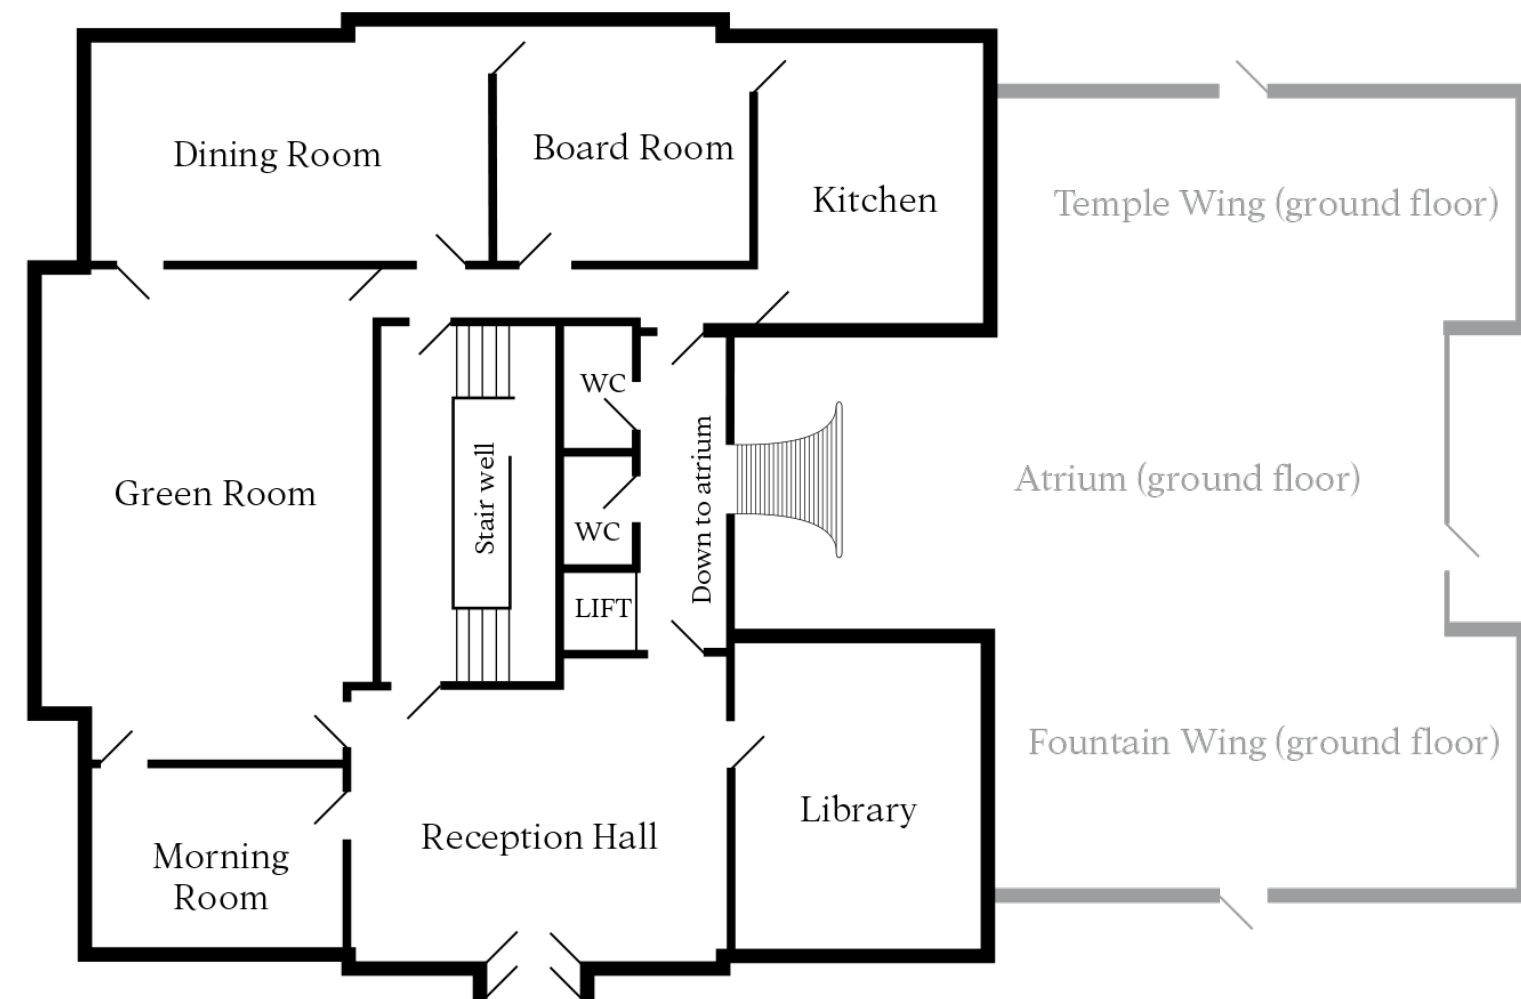 Dining Room
Board Room
Kitchen
Temple Wing (ground floor)
WC
Green Room
Stair well
WC
LIFT
Down to atrium
Atrium (ground floor)
Morning
Room
Reception Hall
Library
Fountain Wing (ground floor)